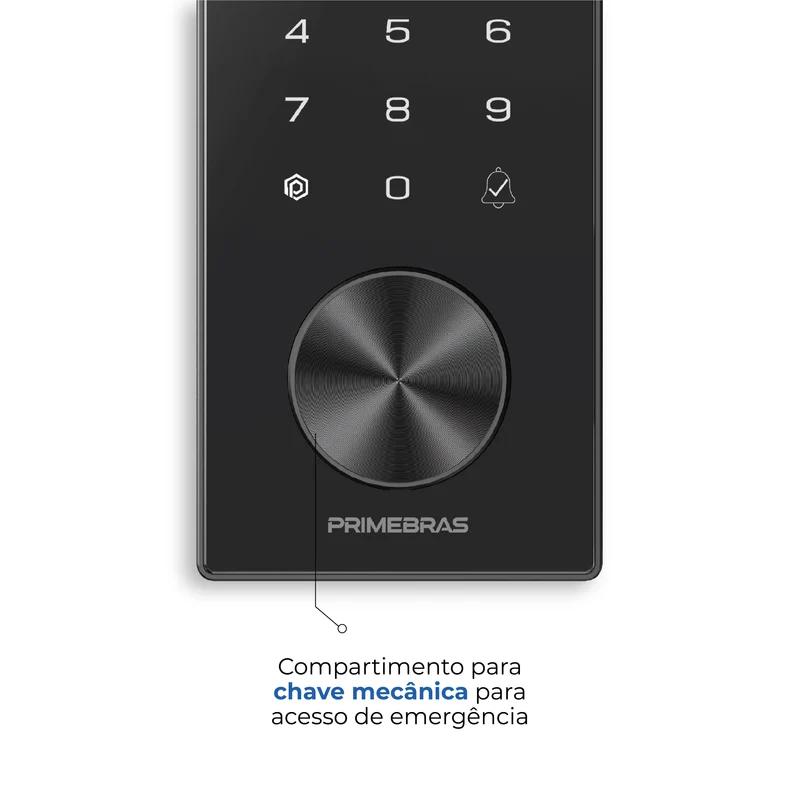 4 5 6
7 8 9
0
PRIMEBRAS
Compartimento para
chave mecânica para
acesso de emergência